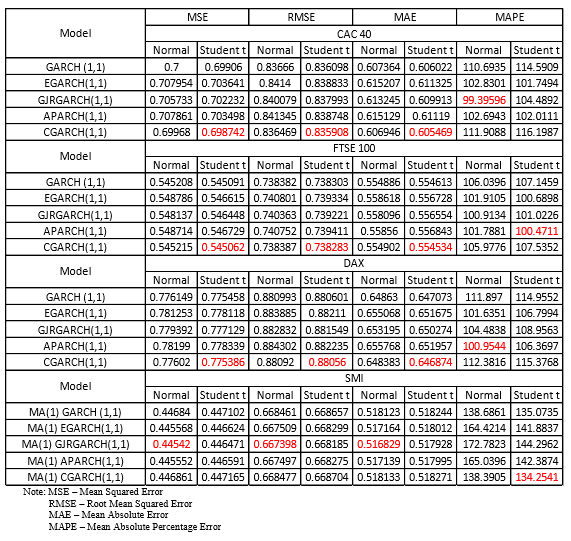 Model MSE RMSE MAE MAPE
CAC 40
Normal Student t Normal Student t Normal Student t Normal Student t
GARCH (1,1) 0.7 0.69906 0.83666 0.836098 0.607364 0.606022 110.6935 114.5909
EGARCH(1,1) 0.707954 0.703641 0.8414 0.838833 0.615207 0.611325 102.8301 101.7494
GJRGARCH(1,1) 0.705733 0.702232 0.840079 0.837993 0.613245 0.609913 99.39596 104.4892
APARCH(1,1) 0.707861 0.703498 0.841345 0.838748 0.615129 0.61119 102.6943 102.0111
CGARCH(1,1) 0.69968 0.698742 0.836469 0.835908 0.606946 0.605469 111.9088 116.1987
Model FTSE 100
Normal Student t Normal Student t Normal Student t Normal Student t
GARCH (1,1) 0.545208 0.545091 0.738382 0.738303 0.554886 0.554613 106.0396 107.1459
EGARCH(1,1) 0.548786 0.546615 0.740801 0.739334 0.558618 0.556728 101.9105 100.6898
GJRGARCH(1,1) 0.548137 0.546448 0.740363 0.739221 0.558096 0.556554 100.9134 101.0226
APARCH(1,1) 0.548714 0.546729 0.740752 0.739411 0.55856 0.556843 101.7881 100.4711
CGARCH(1,1) 0.545215 0.545062 0.738387 0.738283 0.554902 0.554534 105.9776 107.5352
Model DAX
Normal Student t Normal Student t Normal Student t Normal Student t
GARCH (1,1) 0.776149 0.775458 0.880993 0.880601 0.64863 0.647073 111.897 114.9552
EGARCH(1,1) 0.781253 0.778118 0.883885 0.88211 0.655068 0.651675 101.6351 106.7994
GJRGARCH(1,1) 0.779392 0.777129 0.882832 0.881549 0.653195 0.650274 104.4838 108.9563
APARCH(1,1) 0.78199 0.778339 0.884302 0.882235 0.655768 0.651957 100.9544 106.3697
CGARCH(1,1) 0.77602 0.775386 0.88092 0.88056 0.648383 0.646874 112.3816 115.3768
Model SMI
Normal Student t Normal Student t Normal Student t Normal Student t
MA(1) GARCH (1,1) 0.44684 0.447102 0.668461 0.668657 0.518123 0.518244 138.6861 135.0735
MA(1) EGARCH(1,1) 0.445568 0.446624 0.667509 0.668299 0.517164 0.518012 164.4214 141.8837
MA(1) GJRGARCH(1,1) 0.44542 0.446471 0.667398 0.668185 0.516829 0.517928 172.7823 144.2962
MA(1) APARCH(1,1) 0.445552 0.446591 0.667497 0.668275 0.517139 0.517995 165.0396 142.3874
MA(1) CGARCH(1,1) 0.446861 0.447165 0.668477 0.668704 0.518133 0.518271 138.3905 134.2541
Note: MSE – Mean Squared Error
RMSE – Root Mean Squared Error
MAE – Mean Absolute Error
MAPE – Mean Absolute Percentage Error